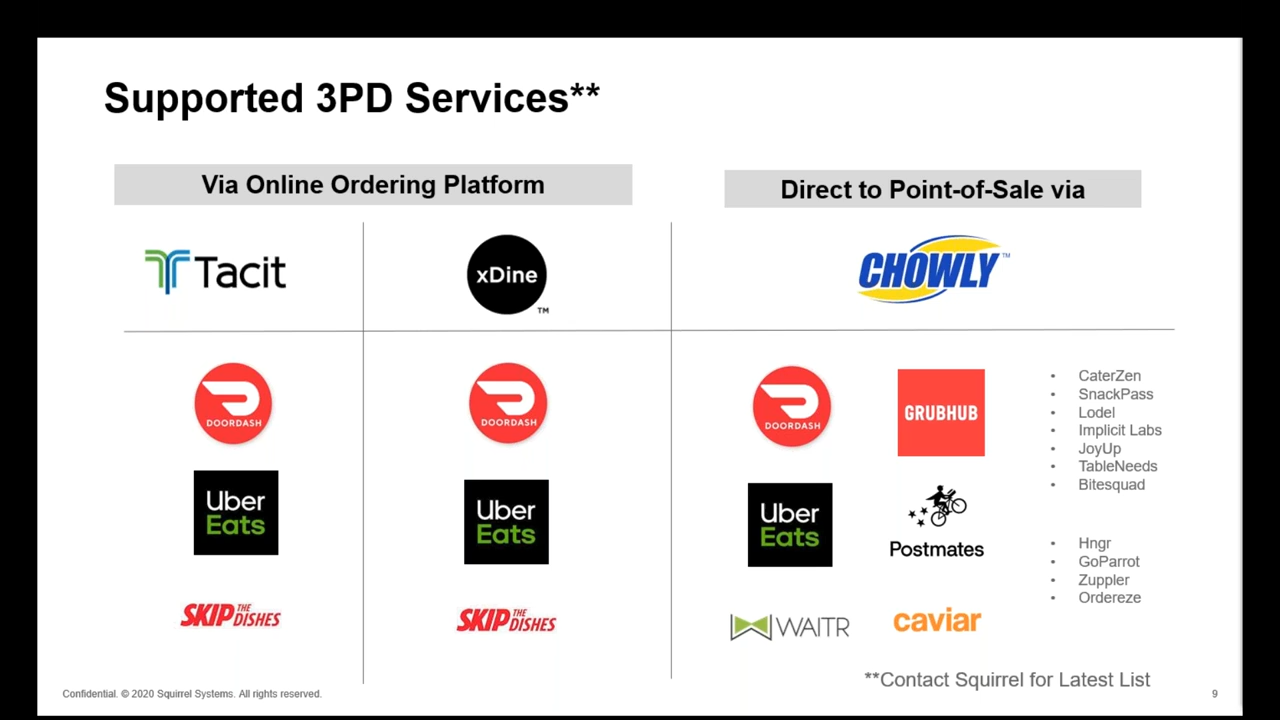 Supported 3PD Services**
Via Online Ordering Platform
Direct to Point-of-Sale via
Tacit
xDine
TM
CHOWLY™
DOORDASH
Uber
Eats
SKIP THE
DISHES
DOORDASH
Uber
Eats
SKIP THE
DISHES
DOORDASH
GRUBHUB
Uber
Eats
Postmates
WAITR
caviar
• CaterZen
• SnackPass
• Lodel
• Implicit Labs
• JoyUp
• TableNeeds
• Bitesquad
• Hngr
• GoParrot
• Zuppler
• Ordereze
**Contact Squirrel for Latest List
Confidential. © 2020 Squirrel Systems. All rights reserved.
9